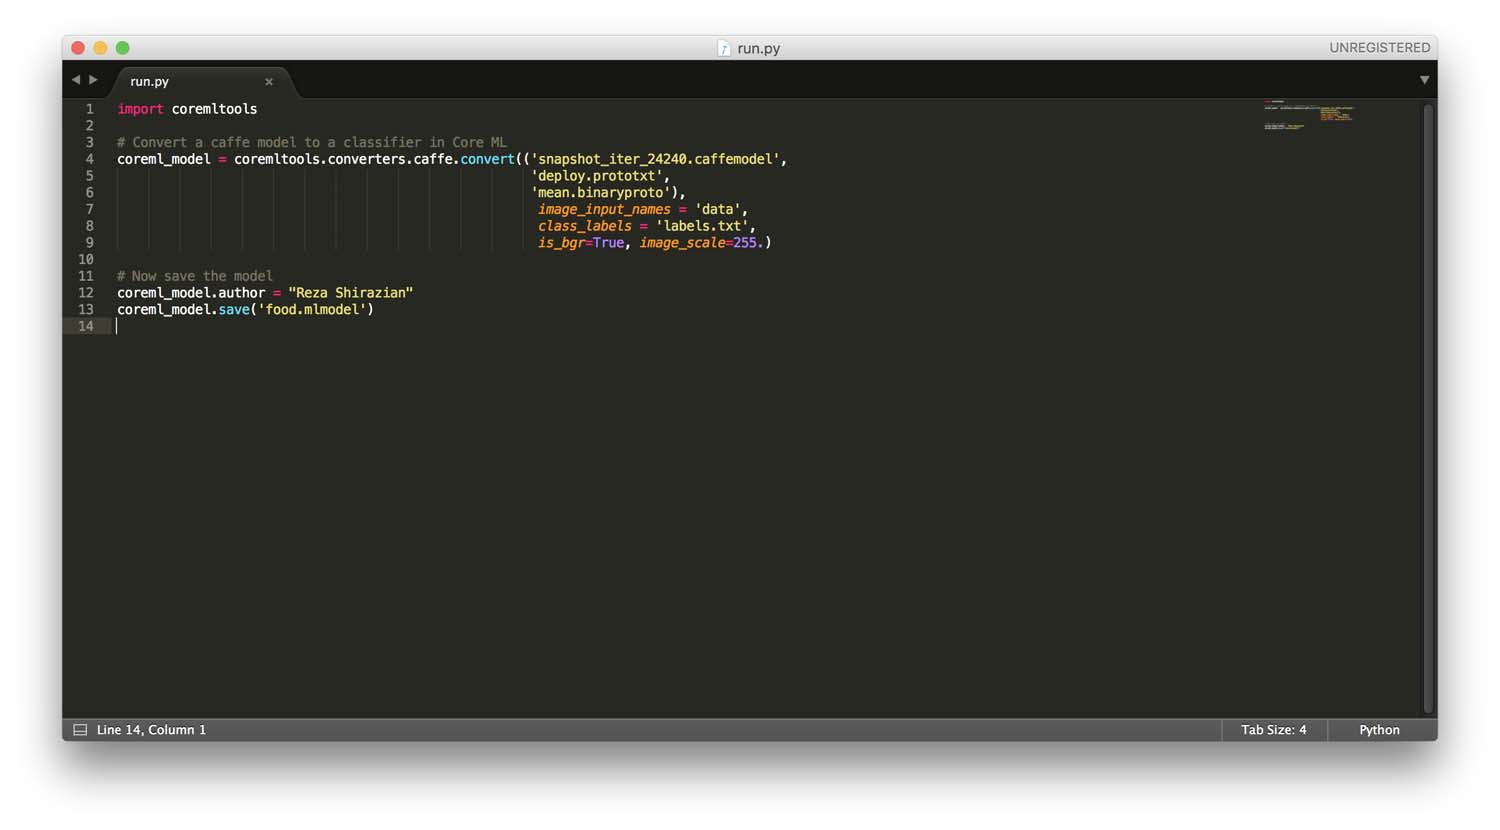 run.py
UNREGISTERED
run.py
1 import coremltools
2
3 # Convert a caffe model to a classifier in Core ML
4 coreml_model = coremltools.converters.caffe.convert(('snapshot_iter_24240.caffemodel',
5 'deploy.prototxt',
6 'mean.binaryproto'),
7 image_input_names = 'data',
8 class_labels = 'labels.txt',
9 is_bgr=True, image_scale=255.)
10
11 # Now save the model
12 coreml_model.author = "Reza Shirazian"
13 coreml_model.save('food.mlmodel')
14
Line 14, Column 1
Tab Size: 4
Python